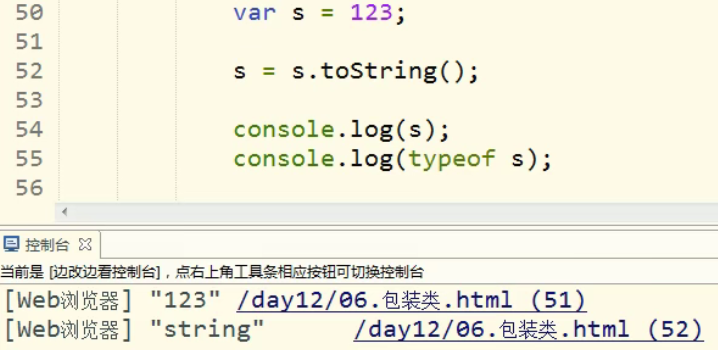 50 var s = 123;
51
52 s = s.toString();
53
54 console.log(s);
55 console.log(typeof s);
56
控制台
当前是 [边改边看控制台]，点右上角工具条相应按钮可切换控制台
[Web浏览器] "123" /day12/06.包装类.html (51)
[Web浏览器] "string" /day12/06.包装类.html (52)